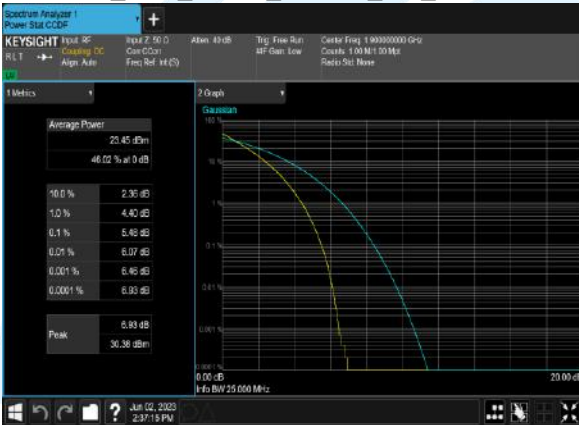 Spectrum Analyzer 1
Power Stat CCDF
KEYSIGHT
Input: RF
Coupling: DC
Align: Auto
Input Z: 50 Ω
Corr CCorr
Freq Ref: Int (S)
Atten: 40 dB
Trig: Free Run
#IF Gain: Low
Center Freq: 1.900000000 GHz
Counts: 1.00 M/1.00 Mpt
Radio Std: None
R L T
1 Metrics
Average Power
23.45 dBm
46.02 % at 0 dB
10.0 % 2.36 dB
1.0 % 4.40 dB
0.1 % 5.48 dB
0.01 % 6.07 dB
0.001 % 6.46 dB
0.0001 % 6.93 dB
Peak
6.93 dB
30.38 dBm
2 Graph
Gaussian
100 %
10 %
1 %
0.1 %
0.01 %
0.001 %
0.0001 %
0.00 dB
20.00 dB
Info BW 25.000 MHz
?
Jun 02, 2023
2:37:15 PM